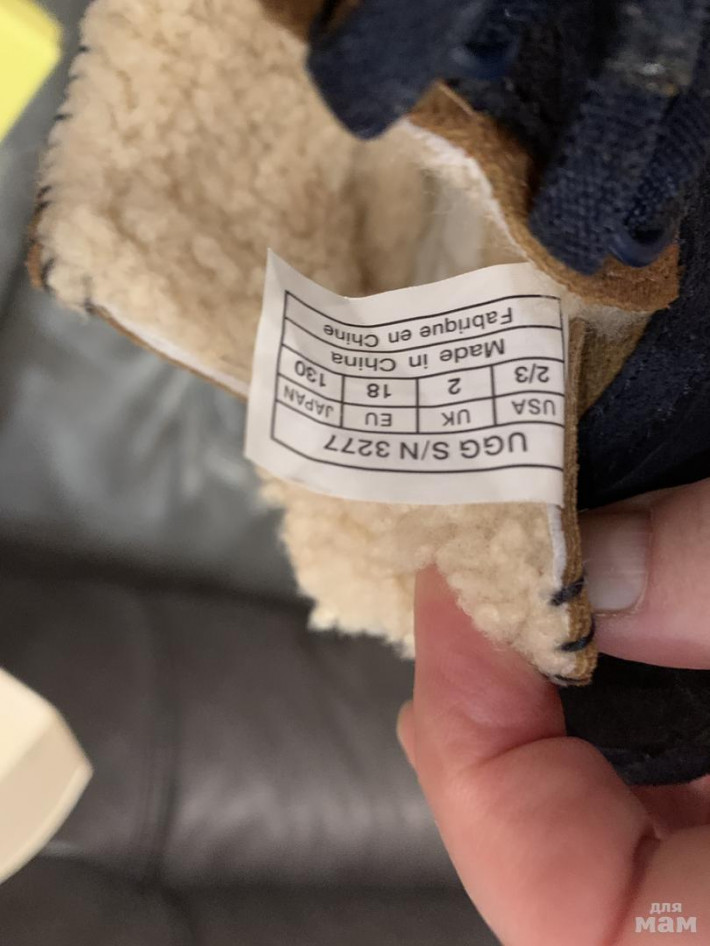 UGG S/N 3277
USA UK EU JAPAN
2/3 2 18 130
Made in China
Fabrique en Chine
для
мам